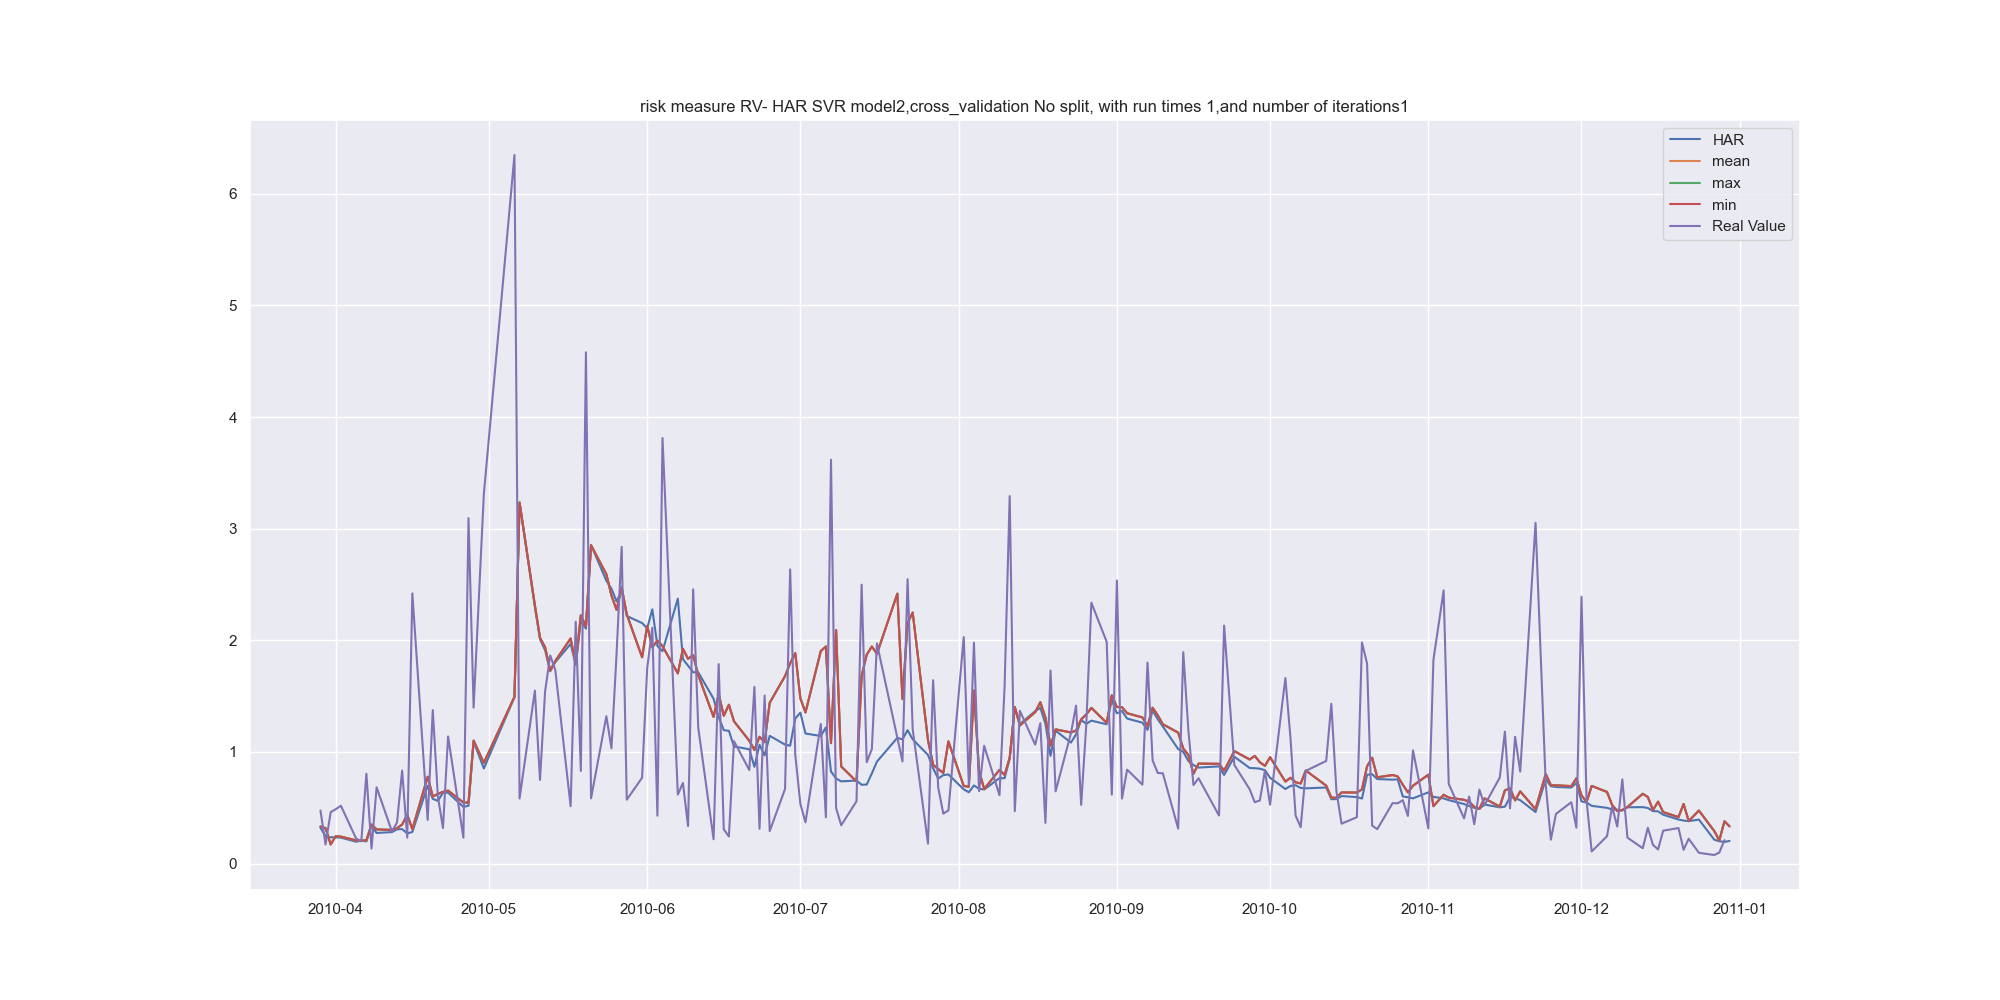 risk measure RV- HAR SVR model2,cross_validation No split, with run times 1,and number of iterations1
HAR
mean
max
min
Real Value
6
5
4
3
2
1
0
2010-04 2010-05 2010-06 2010-07 2010-08 2010-09 2010-10 2010-11 2010-12 2011-01